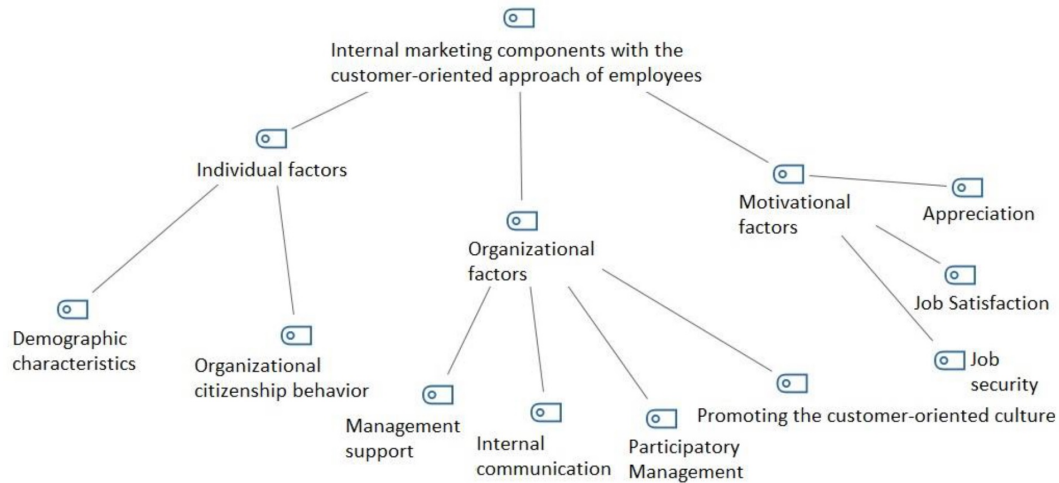 Internal marketing components with the
customer-oriented approach of employees
Individual factors
Motivational
factors
Appreciation
Organizational
factors
Job Satisfaction
Demographic
characteristics
Organizational
citizenship behavior
Job
security
Management
support
Internal
communication
Participatory
Management
Promoting the customer-oriented culture